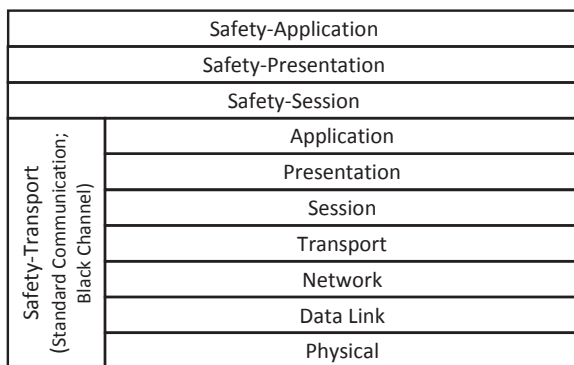 Safety-Application
Safety-Presentation
Safety-Session
Safety-Transport
(Standard Communication;
Black Channel)
Application
Presentation
Session
Transport
Network
Data Link
Physical